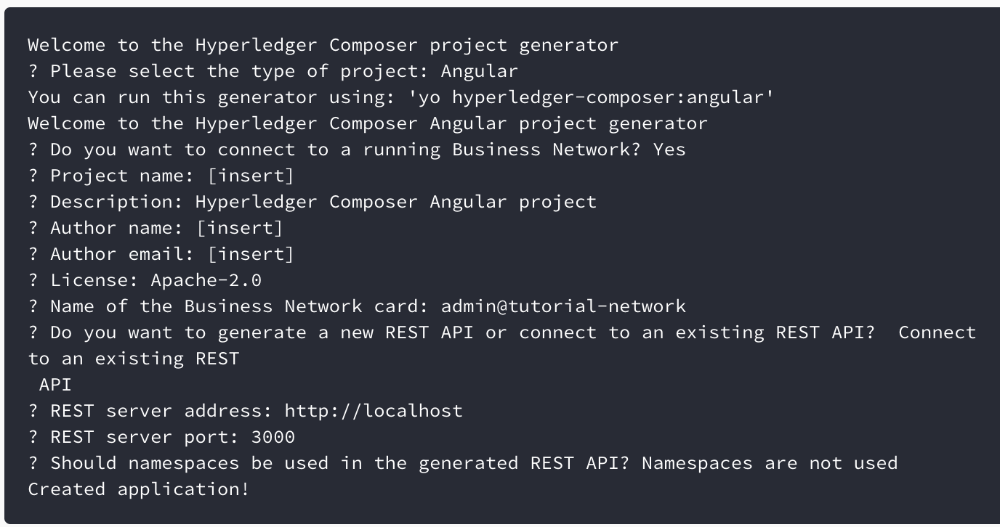 Welcome to the Hyperledger Composer project generator
? Please select the type of project: Angular
You can run this generator using: 'yo hyperledger-composer:angular'
Welcome to the Hyperledger Composer Angular project generator
? Do you want to connect to a running Business Network? Yes
? Project name: [insert]
? Description: Hyperledger Composer Angular project
? Author name: [insert]
? Author email: [insert]
? License: Apache-2.0
? Name of the Business Network card: admin@tutorial-network
? Do you want to generate a new REST API or connect to an existing REST API?  Connect
to an existing REST
 API
? REST server address: http://localhost
? REST server port: 3000
? Should namespaces be used in the generated REST API? Namespaces are not used
Created application!